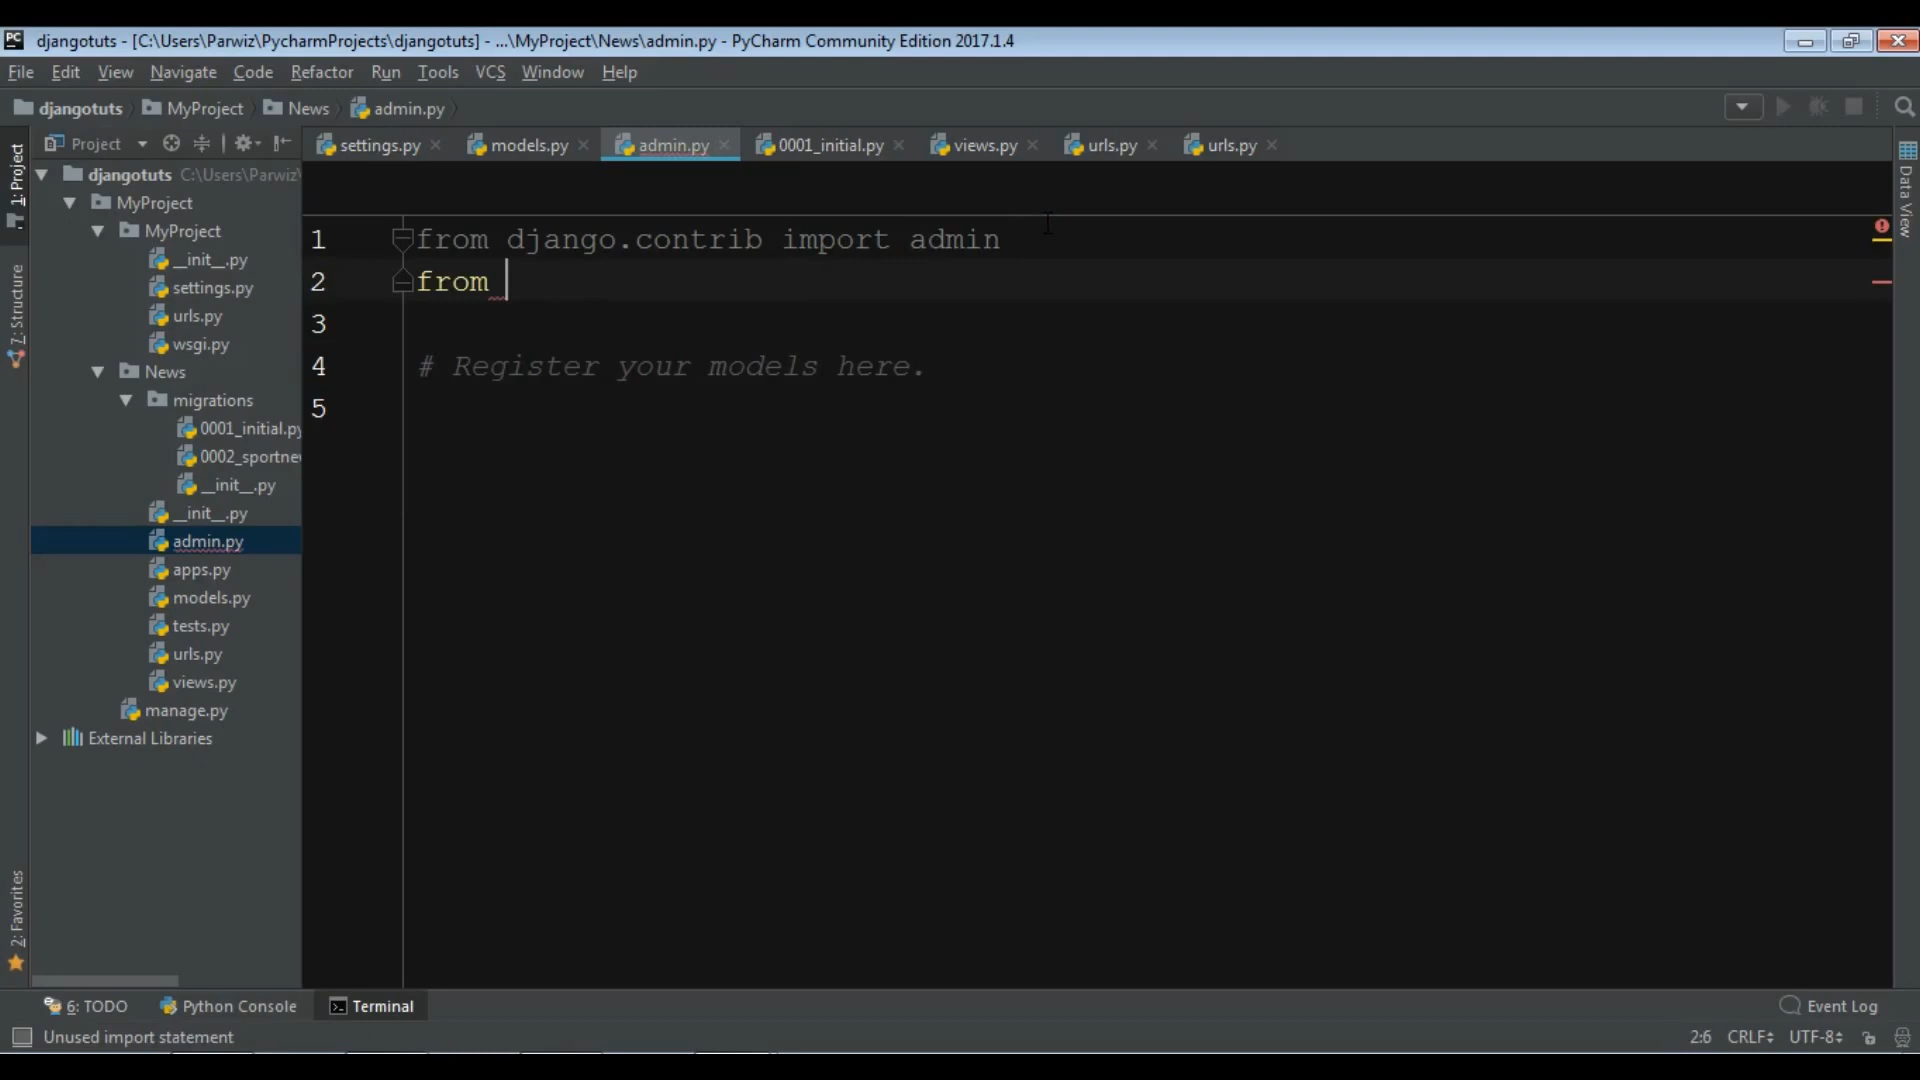 PC djangotuts - [C:\Users\Parwiz\PycharmProjects\djangotuts] - ...\MyProject\News\admin.py - PyCharm Community Edition 2017.1.4
File Edit View Navigate Code Refactor Run Tools VCS Window Help
djangotuts MyProject News admin.py
Project
settings.py models.py admin.py 0001_initial.py views.py urls.py urls.py
1: Project
7: Structure
2: Favorites
Data View
djangotuts C:\Users\Parwiz\
MyProject
MyProject
__init__.py
settings.py
urls.py
wsgi.py
News
migrations
0001_initial.py
0002_sportne
__init__.py
__init__.py
admin.py
apps.py
models.py
tests.py
urls.py
views.py
manage.py
External Libraries
1 from django.contrib import admin
2 from
3
4 # Register your models here.
5
6: TODO Python Console Terminal Event Log
Unused import statement 2:6 CRLF UTF-8